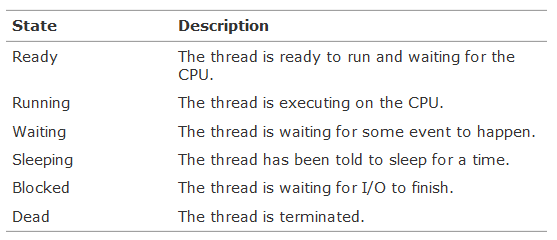 State Description
Ready The thread is ready to run and waiting for the
CPU.
Running The thread is executing on the CPU.
Waiting The thread is waiting for some event to happen.
Sleeping The thread has been told to sleep for a time.
Blocked The thread is waiting for I/O to finish.
Dead The thread is terminated.